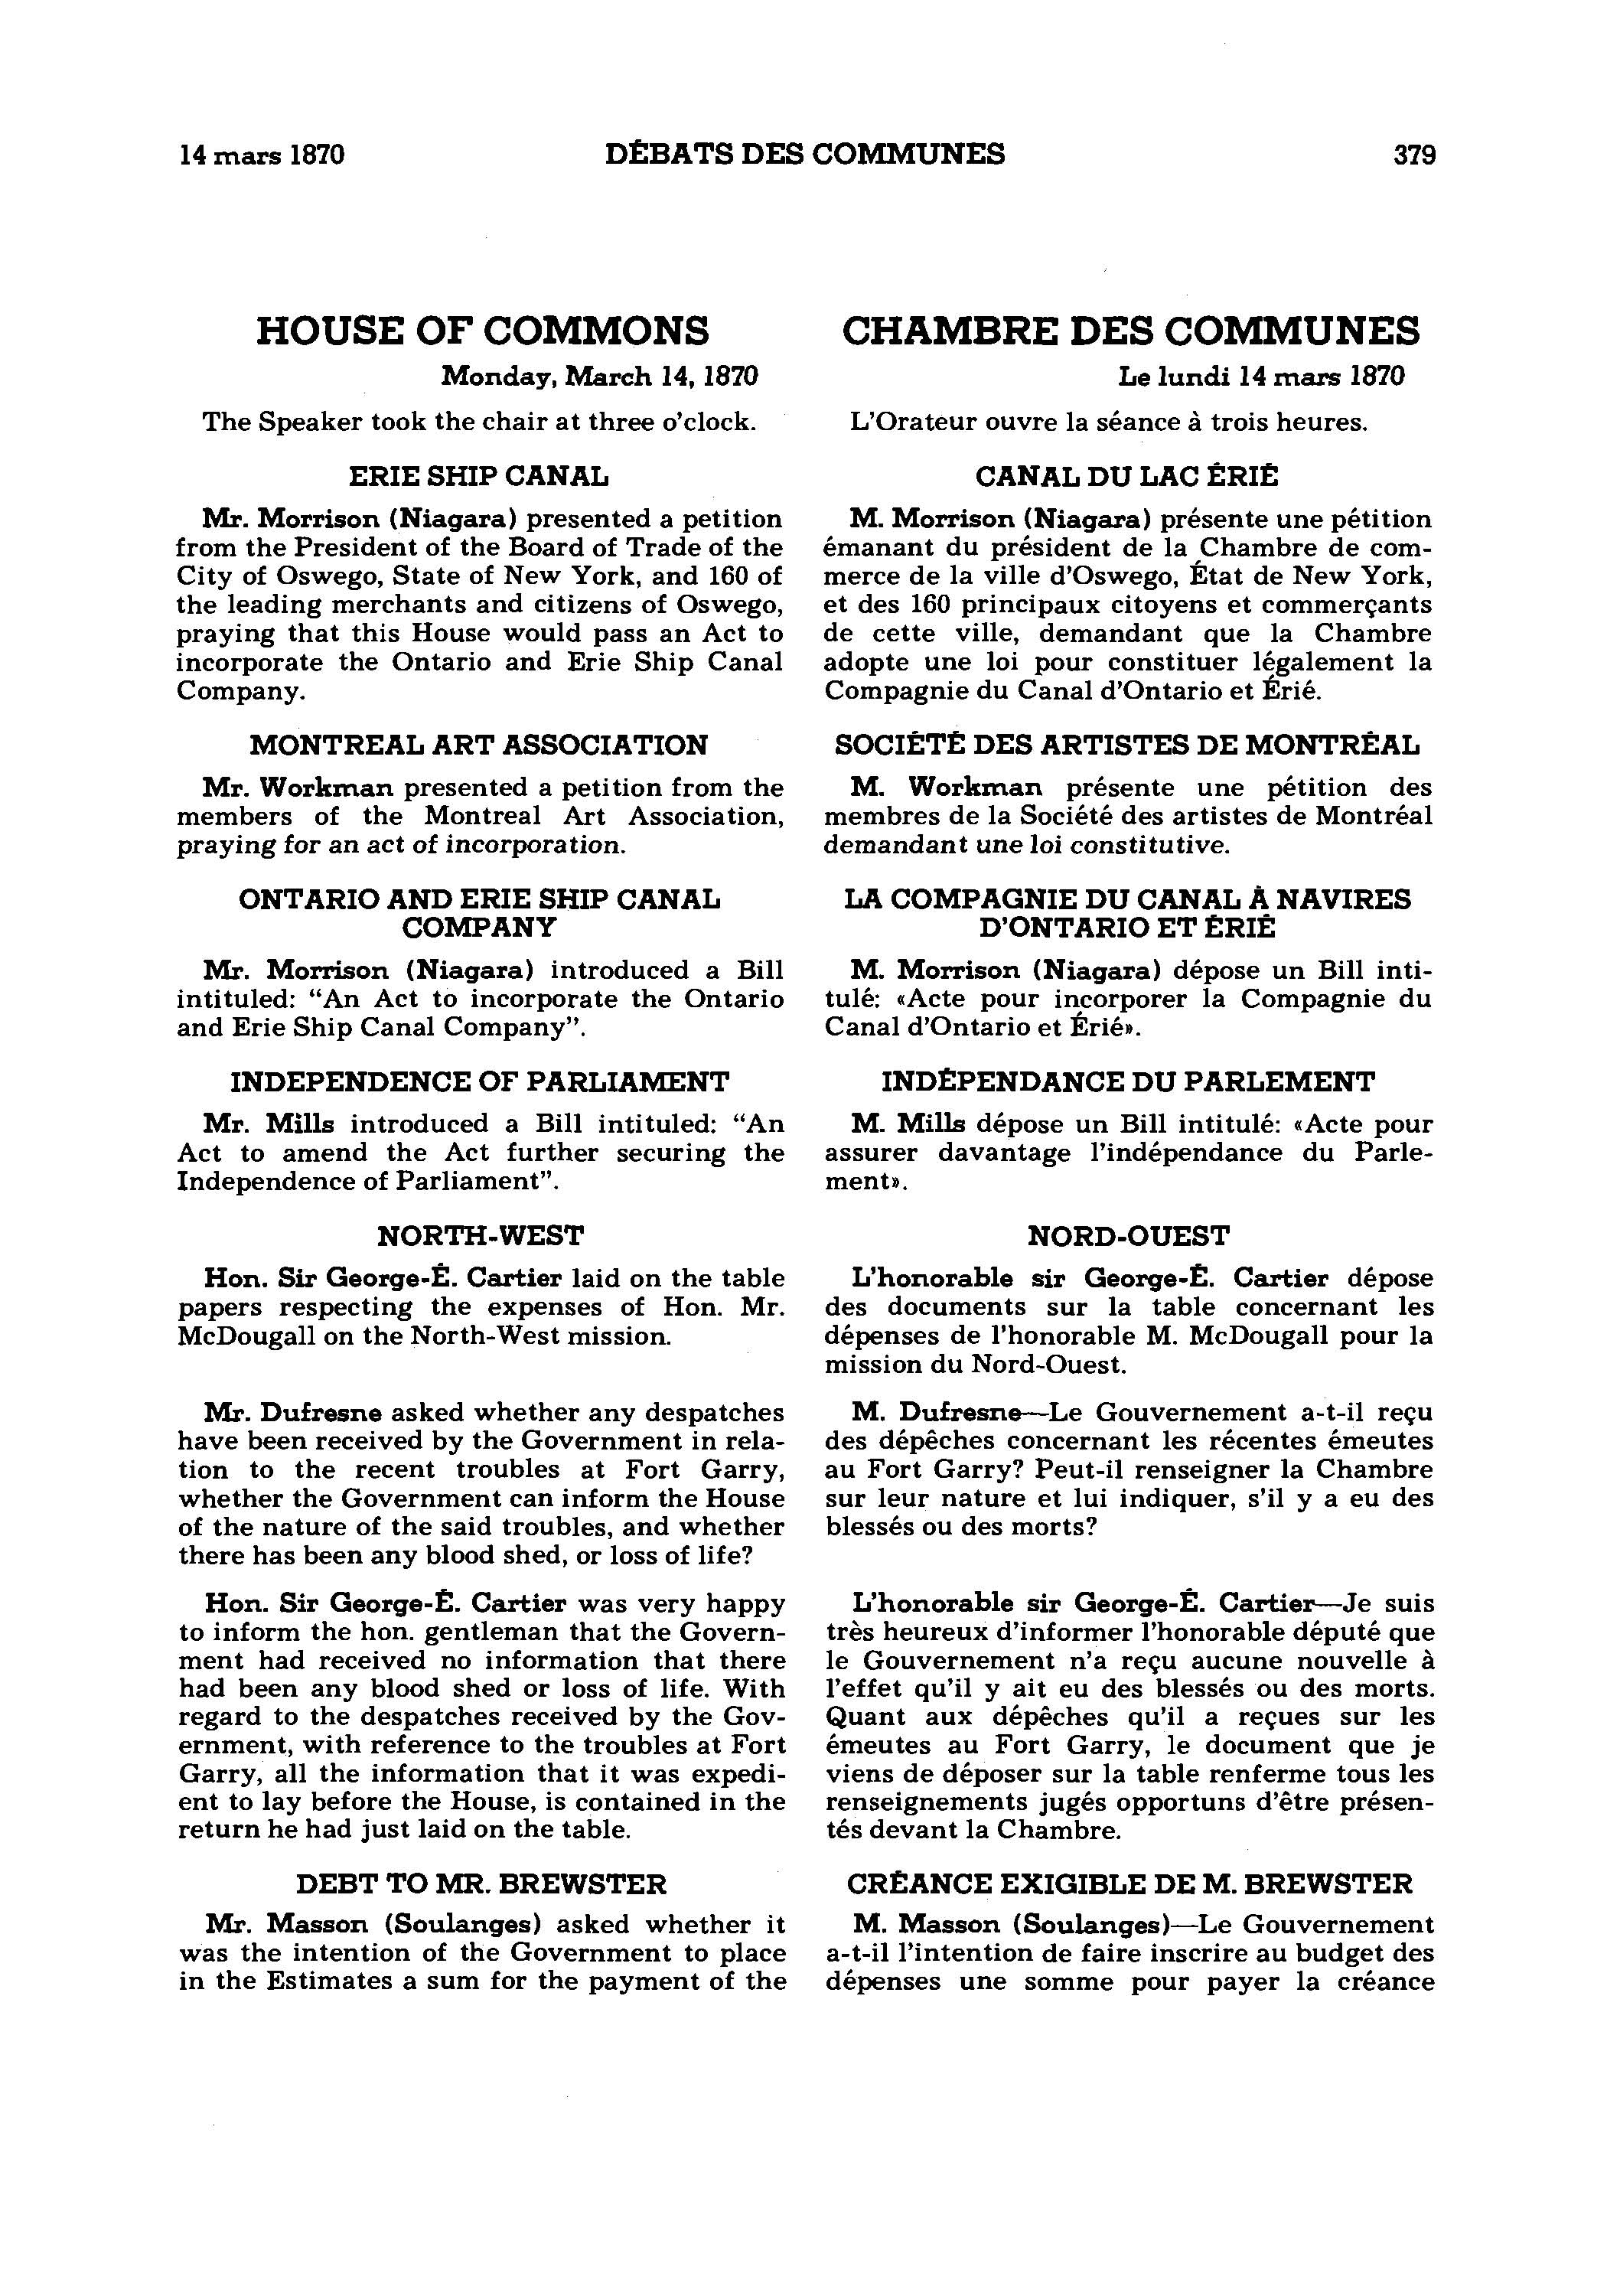 14 mars 1870 DÉBATS DES COMMUNES 379
HOUSE OF COMMONS
Monday, March 14, 1870
The Speaker took the chair at three o'clock.
ERIE SHIP CANAL
Mr. Morrison (Niagara) presented a petition
from the President of the Board of Trade of the
City of Oswego, State of New York, and 160 of
the leading merchants and citizens of Oswego,
praying that this House would pass an Act to
incorporate the Ontario and Erie Ship Canal
Company.
MONTREAL ART ASSOCIATION
Mr. Workman presented a petition from the
members of the Montreal Art Association,
praying for an act of incorporation.
ONTARIO AND ERIE SHIP CANAL
COMPANY
Mr. Morrison (Niagara) introduced a Bill
intituled: “An Act to incorporate the Ontario
and Erie Ship Canal Company”.
INDEPENDENCE OF PARLIAMENT
Mr. Mills introduced a Bill intituled: “An
Act to amend the Act further securing the
Independence of Parliament”.
NORTH-WEST
Hon. Sir George-É. Cartier laid on the table
papers respecting the expenses of Hon. Mr.
McDougall on the North-West mission.
Mr. Dufresne asked whether any despatches
have been received by the Government in rela-
tion to the recent troubles at Fort Garry,
whether the Government can inform the House
of the nature of the said troubles, and whether
there has been any blood shed, or loss of life?
Hon. Sir George-É. Cartier was very happy
to inform the hon. gentleman that the Govern-
ment had received no information that there
had been any blood shed or loss of life. With
regard to the despatches received by the Gov-
ernment, with reference to the troubles at Fort
Garry, all the information that it was expedi-
ent to lay before the House, is contained in the
return he had just laid on the table.
DEBT TO MR. BREWSTER
Mr. Masson (Soulanges) asked whether it
was the intention of the Government to place
in the Estimates a sum for the payment of the
CHAMBRE DES COMMUNES
Le lundi 14 mars 1870
L'Orateur ouvre la séance à trois heures.
CANAL DU LAC ÉRIÉ
M. Morrison (Niagara) présente une pétition
émanant du président de la Chambre de com-
merce de la ville d'Oswego, État de New York,
et des 160 principaux citoyens et commerçants
de cette ville, demandant que la Chambre
adopte une loi pour constituer légalement la
Compagnie du Canal d'Ontario et Érié.
SOCIÉTÉ DES ARTISTES DE MONTRÉAL
M. Workman présente une pétition des
membres de la Société des artistes de Montréal
demandant une loi constitutive.
LA COMPAGNIE DU CANAL À NAVIRES
D'ONTARIO ET ÉRIÉ
M. Morrison (Niagara) dépose un Bill inti-
tulé: «Acte pour incorporer la Compagnie du
Canal d'Ontario et Érié».
INDÉPENDANCE DU PARLEMENT
M. Mills dépose un Bill intitulé: «Acte pour
assurer davantage l'indépendance du Parle-
ment».
NORD-OUEST
L'honorable sir George-É. Cartier dépose
des documents sur la table concernant les
dépenses de l'honorable M. McDougall pour la
mission du Nord-Ouest.
M. Dufresne—Le Gouvernement a-t-il reçu
des dépêches concernant les récentes émeutes
au Fort Garry? Peut-il renseigner la Chambre
sur leur nature et lui indiquer, s'il y a eu des
blessés ou des morts?
L'honorable sir George-É. Cartier—Je suis
très heureux d'informer l'honorable député que
le Gouvernement n'a reçu aucune nouvelle à
l'effet qu'il y ait eu des blessés ou des morts.
Quant aux dépêches qu'il a reçues sur les
émeutes au Fort Garry, le document que je
viens de déposer sur la table renferme tous les
renseignements jugés opportuns d'être présen-
tés devant la Chambre.
CRÉANCE EXIGIBLE DE M. BREWSTER
M. Masson (Soulanges)—Le Gouvernement
a-t-il l'intention de faire inscrire au budget des
dépenses une somme pour payer la créance